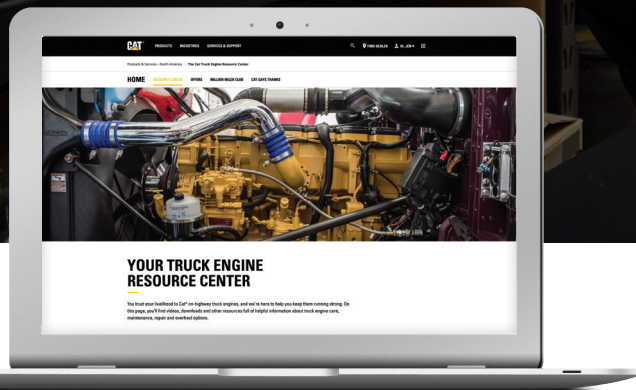 CAT
PRODUCTS INDUSTRIES SERVICES & SUPPORT FIND DEALER HI, JEN
Products & Services - North America The Cat Truck Engine Resource Center
HOME RESOURCE CENTER OFFERS MILLION MILER CLUB CAT SAYS THANKS
YOUR TRUCK ENGINE
RESOURCE CENTER
You trust your livelihood to Cat® on-highway truck engines, and we're here to help you keep them running strong. On
this page, you'll find videos, downloads and other resources full of helpful information about truck engine care,
maintenance, repair and overhaul options.